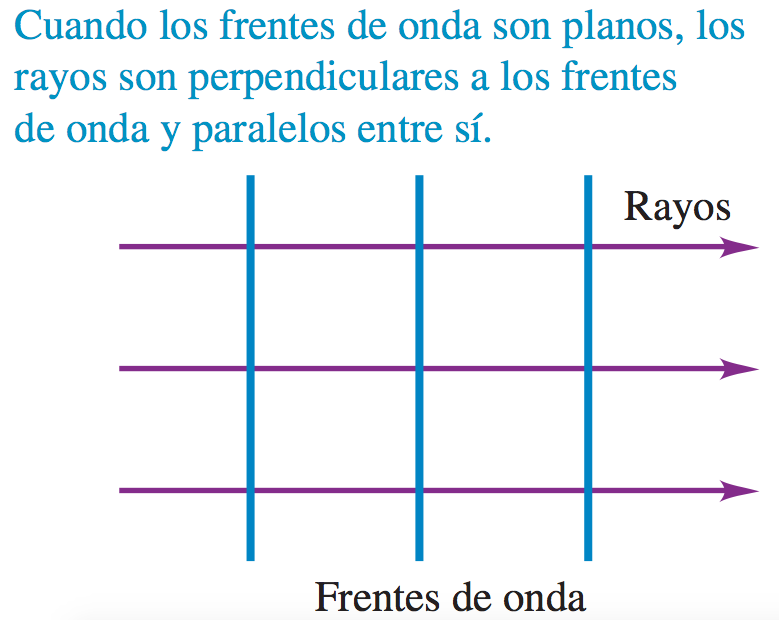 Cuando los frentes de onda son planos, los
rayos son perpendiculares a los frentes
de onda y paralelos entre sí.
Rayos
Frentes de onda